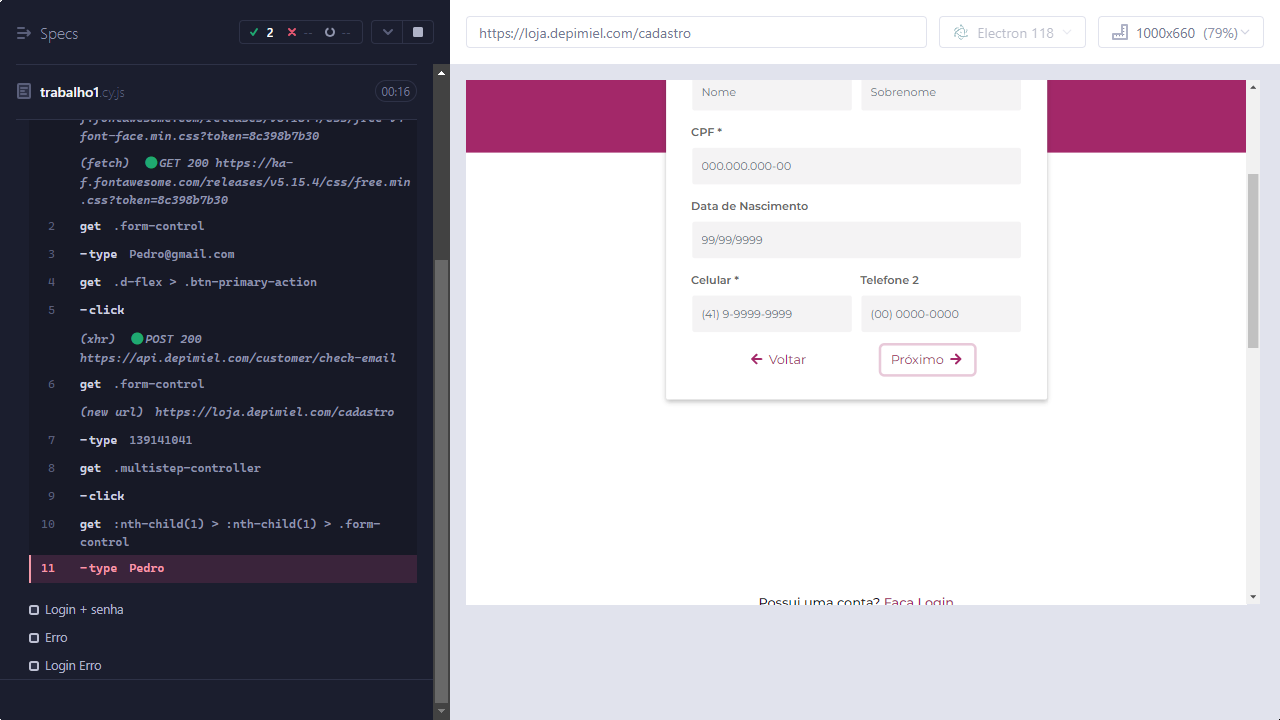 Specs
2
--
--
https://loja.depimiel.com/cadastro
Electron 118
1000x660 (79%)
trabalho1.cy.js
00:16
font-face.min.css?token=8c398b7b30
(fetch) GET 200 https://ka-
f.fontawesome.com/releases/v5.15.4/css/free.min
.css?token=8c398b7b30
2 get .form-control
3 -type Pedro@gmail.com
4 get .d-flex > .btn-primary-action
5 -click
(xhr) POST 200
https://api.depimiel.com/customer/check-email
6 get .form-control
(new url) https://loja.depimiel.com/cadastro
7 -type 139141041
8 get .multistep-controller
9 -click
10 get :nth-child(1) > :nth-child(1) > .form-
control
11 -type Pedro
Login + senha
Erro
Login Erro
Nome
Sobrenome
CPF *
000.000.000-00
Data de Nascimento
99/99/9999
Celular *
Telefone 2
(41) 9-9999-9999
(00) 0000-0000
Voltar
Próximo
Possui uma conta? Faça Login